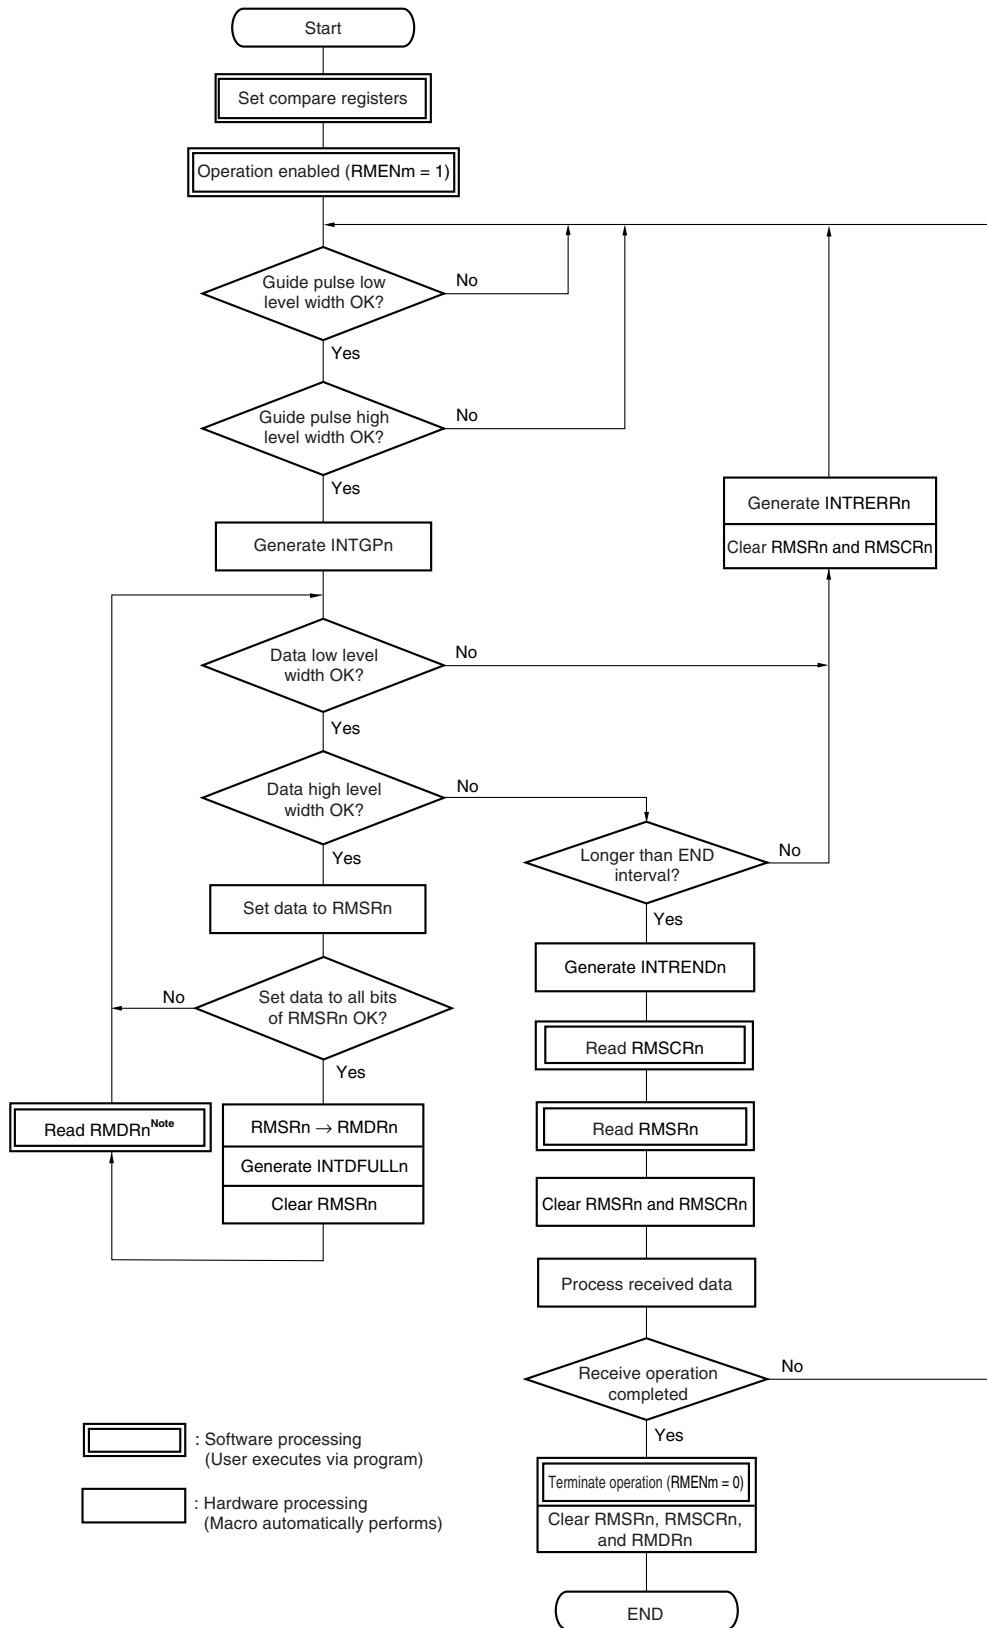 Start
Set compare registers
Operation enabled (RMENm = 1)
Guide pulse low
level width OK?
No
Yes
Guide pulse high
level width OK?
No
Yes
Generate INTGPn
Generate INTRERRn
Clear RMSRn and RMSCRn
Data low level
width OK?
No
Yes
Data high level
width OK?
No
Yes
Longer than END
interval?
No
Yes
Set data to RMSRn
Set data to all bits
of RMSRn OK?
No
Yes
Generate INTRENDn
Read RMSCRn
Read RMDRnNote
RMSRn → RMDRn
Generate INTDFULLn
Clear RMSRn
Read RMSRn
Clear RMSRn and RMSCRn
Process received data
Receive operation
completed
No
Yes
: Software processing
(User executes via program)
: Hardware processing
(Macro automatically performs)
Terminate operation (RMENm = 0)
Clear RMSRn, RMSCRn,
and RMDRn
END